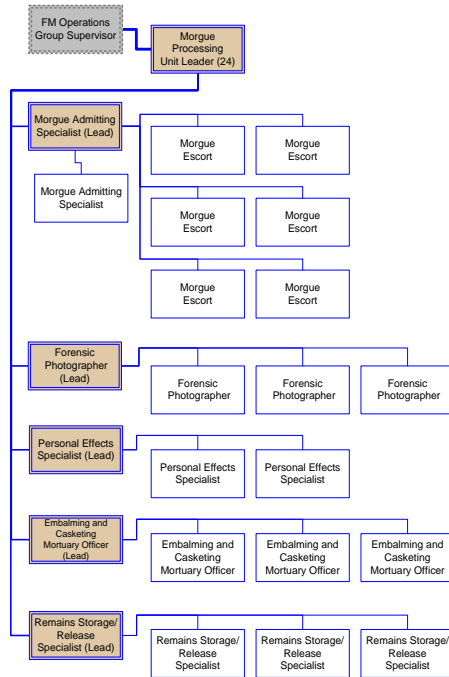 FM Operations
Group Supervisor
Morgue
Processing
Unit Leader (24)
Morgue Admitting
Specialist (Lead)
Morgue Admitting
Specialist
Morgue
Escort
Morgue
Escort
Morgue
Escort
Morgue
Escort
Morgue
Escort
Morgue
Escort
Forensic
Photographer
(Lead)
Forensic
Photographer
Forensic
Photographer
Forensic
Photographer
Personal Effects
Specialist (Lead)
Personal Effects
Specialist
Personal Effects
Specialist
Embalming and
Casketing
Mortuary Officer
(Lead)
Embalming and
Casketing
Mortuary Officer
Embalming and
Casketing
Mortuary Officer
Embalming and
Casketing
Mortuary Officer
Remains Storage/
Release
Specialist (Lead)
Remains Storage/
Release
Specialist
Remains Storage/
Release
Specialist
Remains Storage/
Release
Specialist